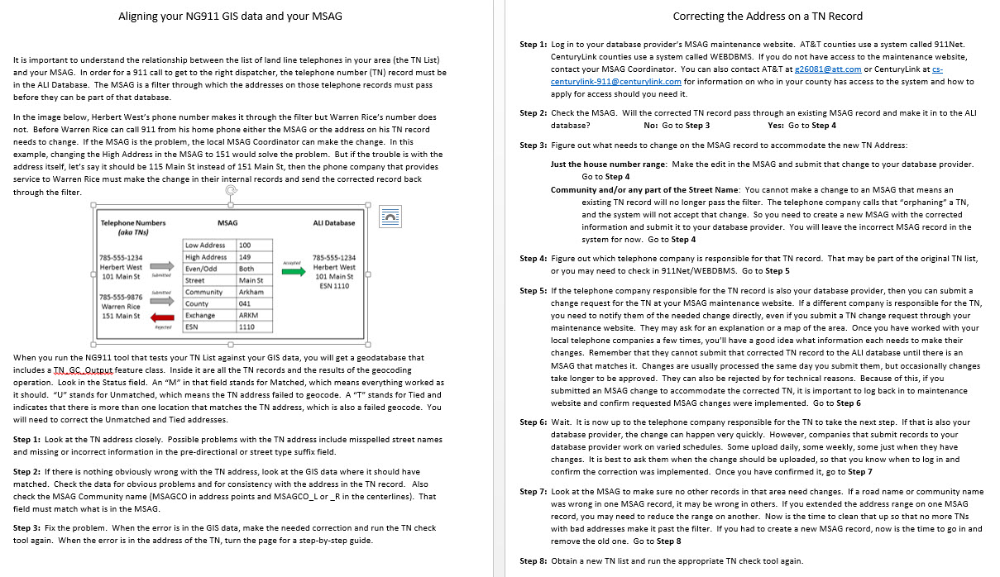 Aligning your NG911 GIS data and your MSAG
It is important to understand the relationship between the list of land line telephones in your area (the TN List)
and your MSAG.  In order for a 911 call to get to the right dispatcher, the telephone number (TN) record must be
in the ALI Database.  The MSAG is a filter through which the addresses on those telephone records must pass
before they can be part of that database.
In the image below, Herbert West's phone number makes it through the filter but Warren Rice's number does
not.  Before Warren Rice can call 911 from his home phone either the MSAG or the address on his TN record
needs to change.  If the MSAG is the problem, the local MSAG Coordinator can make the change.  In this
example, changing the High Address in the MSAG to 151 would solve the problem.  But if the trouble is with the
address itself, let's say it should be 115 Main St instead of 151 Main St, then the phone company that provides
service to Warren Rice must make the change in their internal records and send the corrected record back
through the filter.
Telephone Numbers
(aka TNs)
785-555-1234
Herbert West
101 Main St
Submitted
785-555-9876
Warren Rice
151 Main St
Submitted
Rejected
MSAG
Low Address 100
High Address 149
Even/Odd Both
Street Main St
Community Arkham
County 041
Exchange ARKM
ESN 1110
Accepted
ALI Database
785-555-1234
Herbert West
101 Main St
ESN 1110
When you run the NG911 tool that tests your TN List against your GIS data, you will get a geodatabase that
includes a TN_GC_Output feature class.  Inside it are all the TN records and the results of the geocoding
operation.  Look in the Status field.  An "M" in that field stands for Matched, which means everything worked as
it should.  "U" stands for Unmatched, which means the TN address failed to geocode.  A "T" stands for Tied and
indicates that there is more than one location that matches the TN address, which is also a failed geocode.  You
will need to correct the Unmatched and Tied addresses.
Step 1:  Look at the TN address closely.  Possible problems with the TN address include misspelled street names
and missing or incorrect information in the pre-directional or street type suffix field.
Step 2:  If there is nothing obviously wrong with the TN address, look at the GIS data where it should have
matched.  Check the data for obvious problems and for consistency with the address in the TN record.  Also
check the MSAG Community name (MSAGCO in address points and MSAGCO_L or _R in the centerlines).  That
field must match what is in the MSAG.
Step 3:  Fix the problem.  When the error is in the GIS data, make the needed correction and run the TN check
tool again.  When the error is in the address of the TN, turn the page for a step-by-step guide.
Correcting the Address on a TN Record
Step 1:  Log in to your database provider's MSAG maintenance website.  AT&T counties use a system called 911Net.
CenturyLink counties use a system called WEBDBMS.  If you do not have access to the maintenance website,
contact your MSAG Coordinator.  You can also contact AT&T at g26081@att.com or CenturyLink at cs-
centurylink-911@centurylink.com for information on who in your county has access to the system and how to
apply for access should you need it.
Step 2:  Check the MSAG.  Will the corrected TN record pass through an existing MSAG record and make it in to the ALI
database? No:  Go to Step 3 Yes:  Go to Step 4
Step 3:  Figure out what needs to change on the MSAG record to accommodate the new TN Address:
Just the house number range:  Make the edit in the MSAG and submit that change to your database provider.
Go to Step 4
Community and/or any part of the Street Name:  You cannot make a change to an MSAG that means an
existing TN record will no longer pass the filter.  The telephone company calls that "orphaning" a TN,
and the system will not accept that change.  So you need to create a new MSAG with the corrected
information and submit it to your database provider.  You will leave the incorrect MSAG record in the
system for now.  Go to Step 4
Step 4:  Figure out which telephone company is responsible for that TN record.  That may be part of the original TN list,
or you may need to check in 911Net/WEBDBMS.  Go to Step 5
Step 5:  If the telephone company responsible for the TN record is also your database provider, then you can submit a
change request for the TN at your MSAG maintenance website.  If a different company is responsible for the TN,
you need to notify them of the needed change directly, even if you submit a TN change request through your
maintenance website.  They may ask for an explanation or a map of the area.  Once you have worked with your
local telephone companies a few times, you'll have a good idea what information each needs to make their
changes.  Remember that they cannot submit that corrected TN record to the ALI database until there is an
MSAG that matches it.  Changes are usually processed the same day you submit them, but occasionally changes
take longer to be approved.  They can also be rejected by for technical reasons.  Because of this, if you
submitted an MSAG change to accommodate the corrected TN, it is important to log back in to maintenance
website and confirm requested MSAG changes were implemented.  Go to Step 6
Step 6:  Wait.  It is now up to the telephone company responsible for the TN to take the next step.  If that is also your
database provider, the change can happen very quickly.  However, companies that submit records to your
database provider work on varied schedules.  Some upload daily, some weekly, some just when they have
changes.  It is best to ask them when the change should be uploaded, so that you know when to log in and
confirm the correction was implemented.  Once you have confirmed it, go to Step 7
Step 7:  Look at the MSAG to make sure no other records in that area need changes.  If a road name or community name
was wrong in one MSAG record, it may be wrong in others.  If you extended the address range on one MSAG
record, you may need to reduce the range on another.  Now is the time to clean that up so that no more TNs
with bad addresses make it past the filter.  If you had to create a new MSAG record, now is the time to go in and
remove the old one.  Go to Step 8
Step 8:  Obtain a new TN list and run the appropriate TN check tool again.